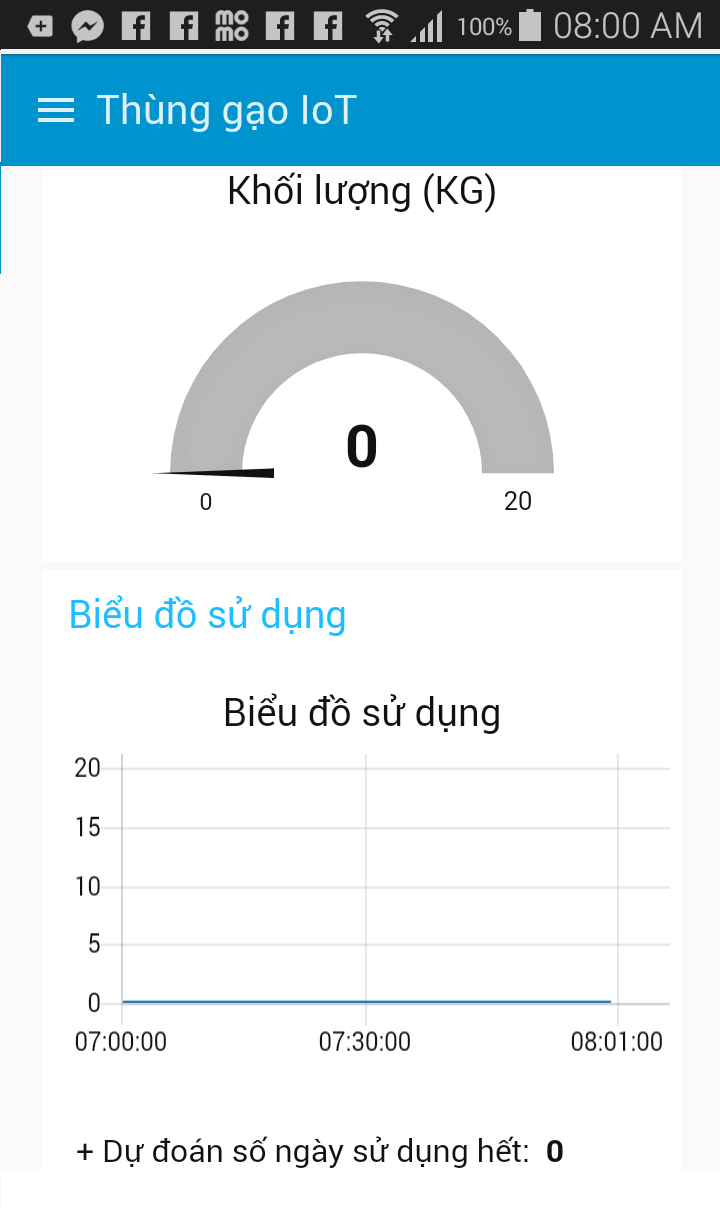 mo
mo
100%
08:00 AM
Thùng gạo IoT
Khối lượng (KG)
0
0 20
Biểu đồ sử dụng
Biểu đồ sử dụng
20
15
10
5
0
07:00:00 07:30:00 08:01:00
+ Dự đoán số ngày sử dụng hết: 0